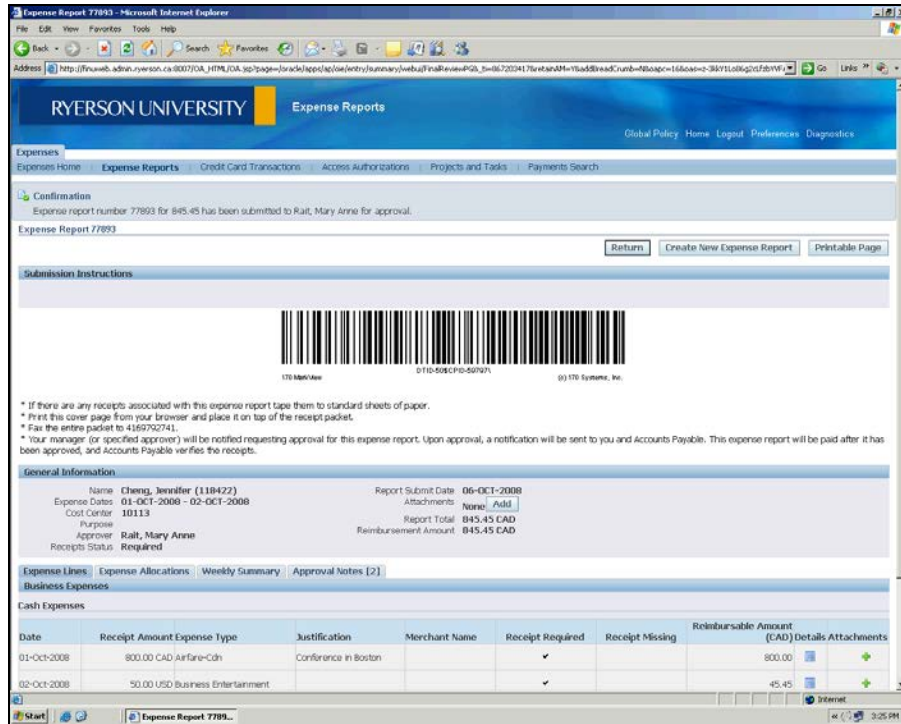 Expense Report 77893 - Microsoft Internet Explorer
File Edit View Favorites Tools Help
Back Search Favorites
Address Go Links
RYERSON UNIVERSITY Expense Reports
Global Policy Home Logout Preferences Diagnostics
Expenses
Expenses Home Expense Reports Credit Card Transactions Access Authorizations Projects and Tasks Payments Search
Confirmation
Expense report number 77893 for 845.45 has been submitted to Rait, Mary Anne for approval.
Expense Report 77893
Return Create New Expense Report Printable Page
Submission Instructions
170 MarkView (c) 170 Systems, Inc.
* If there are any receipts associated with this expense report tape them to standard sheets of paper.
* Print this cover page from your browser and place it on top of the receipt packet.
* Fax the entire packet to 4169792741.
* Your manager (or specified approver) will be notified requesting approval for this expense report. Upon approval, a notification will be sent to you and Accounts Payable. This expense report will be paid after it has
been approved, and Accounts Payable verifies the receipts.
General Information
Name Cheng, Jennifer (118422) Report Submit Date 06-OCT-2008
Expense Dates 01-OCT-2008 - 02-OCT-2008 Attachments None Add
Cost Center 10113 Report Total 845.45 CAD
Purpose Reimbursement Amount 845.45 CAD
Approver Rait, Mary Anne
Receipts Status Required
Expense Lines Expense Allocations Weekly Summary Approval Notes [2]
Business Expenses
Cash Expenses
Date Receipt Amount Expense Type Justification Merchant Name Receipt Required Receipt Missing Reimbursable Amount (CAD) Details Attachments
01-Oct-2008 800.00 CAD Airfare-Cdn Conference in Boston 800.00
02-Oct-2008 50.00 USD Business Entertainment 45.45
Internet
Start Expense Report 7789... 3:25 PM